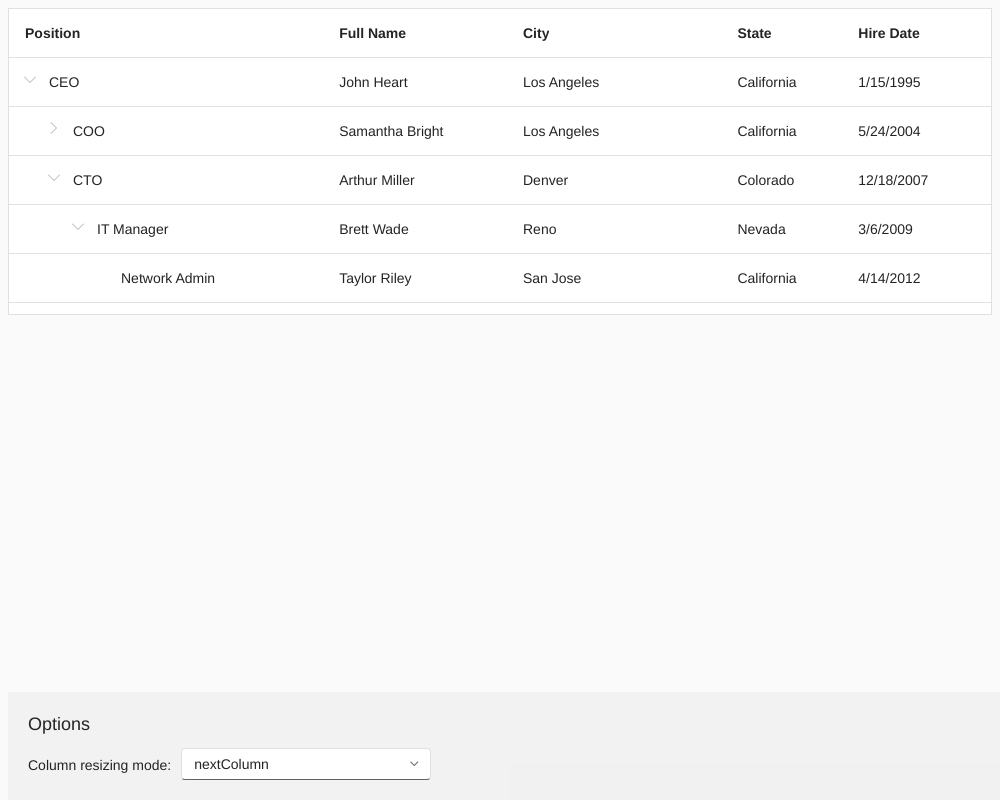 Position Full Name City State Hire Date
CEO John Heart Los Angeles California 1/15/1995
COO Samantha Bright Los Angeles California 5/24/2004
CTO Arthur Miller Denver Colorado 12/18/2007
IT Manager Brett Wade Reno Nevada 3/6/2009
Network Admin Taylor Riley San Jose California 4/14/2012
Options
Column resizing mode: nextColumn